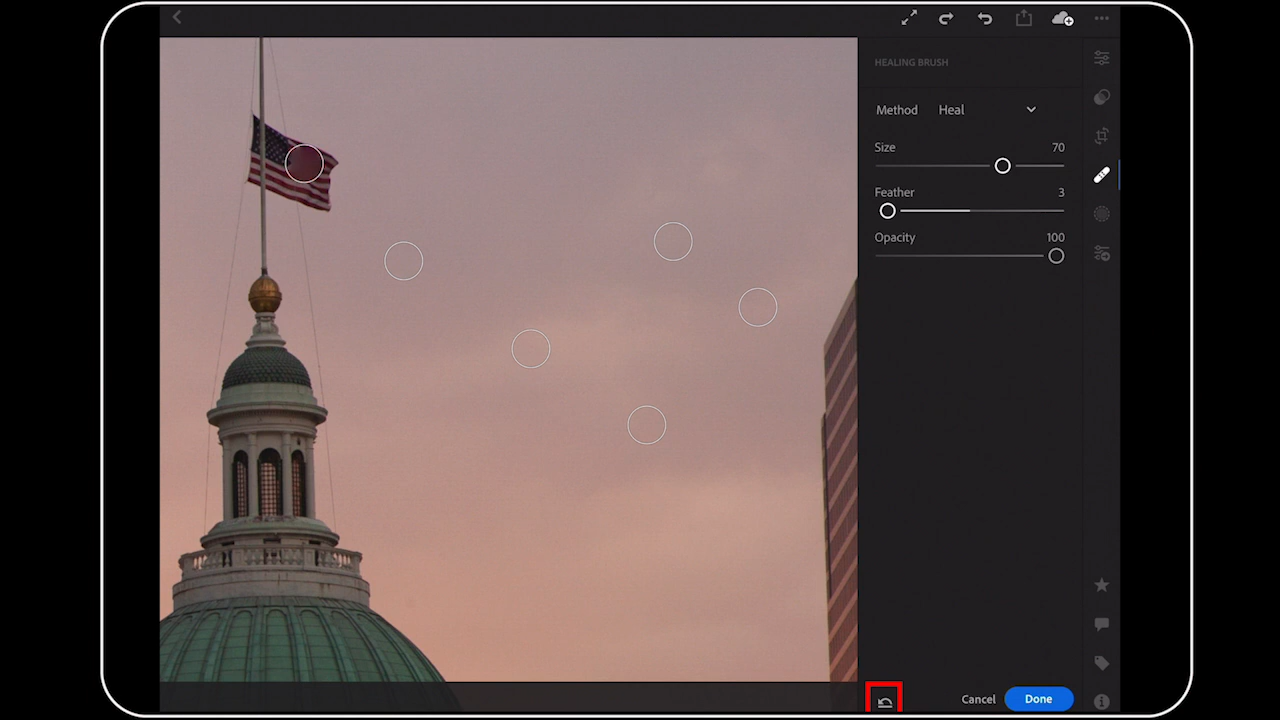 HEALING BRUSH
Method Heal
Size 70
Feather 3
Opacity 100
Cancel Done